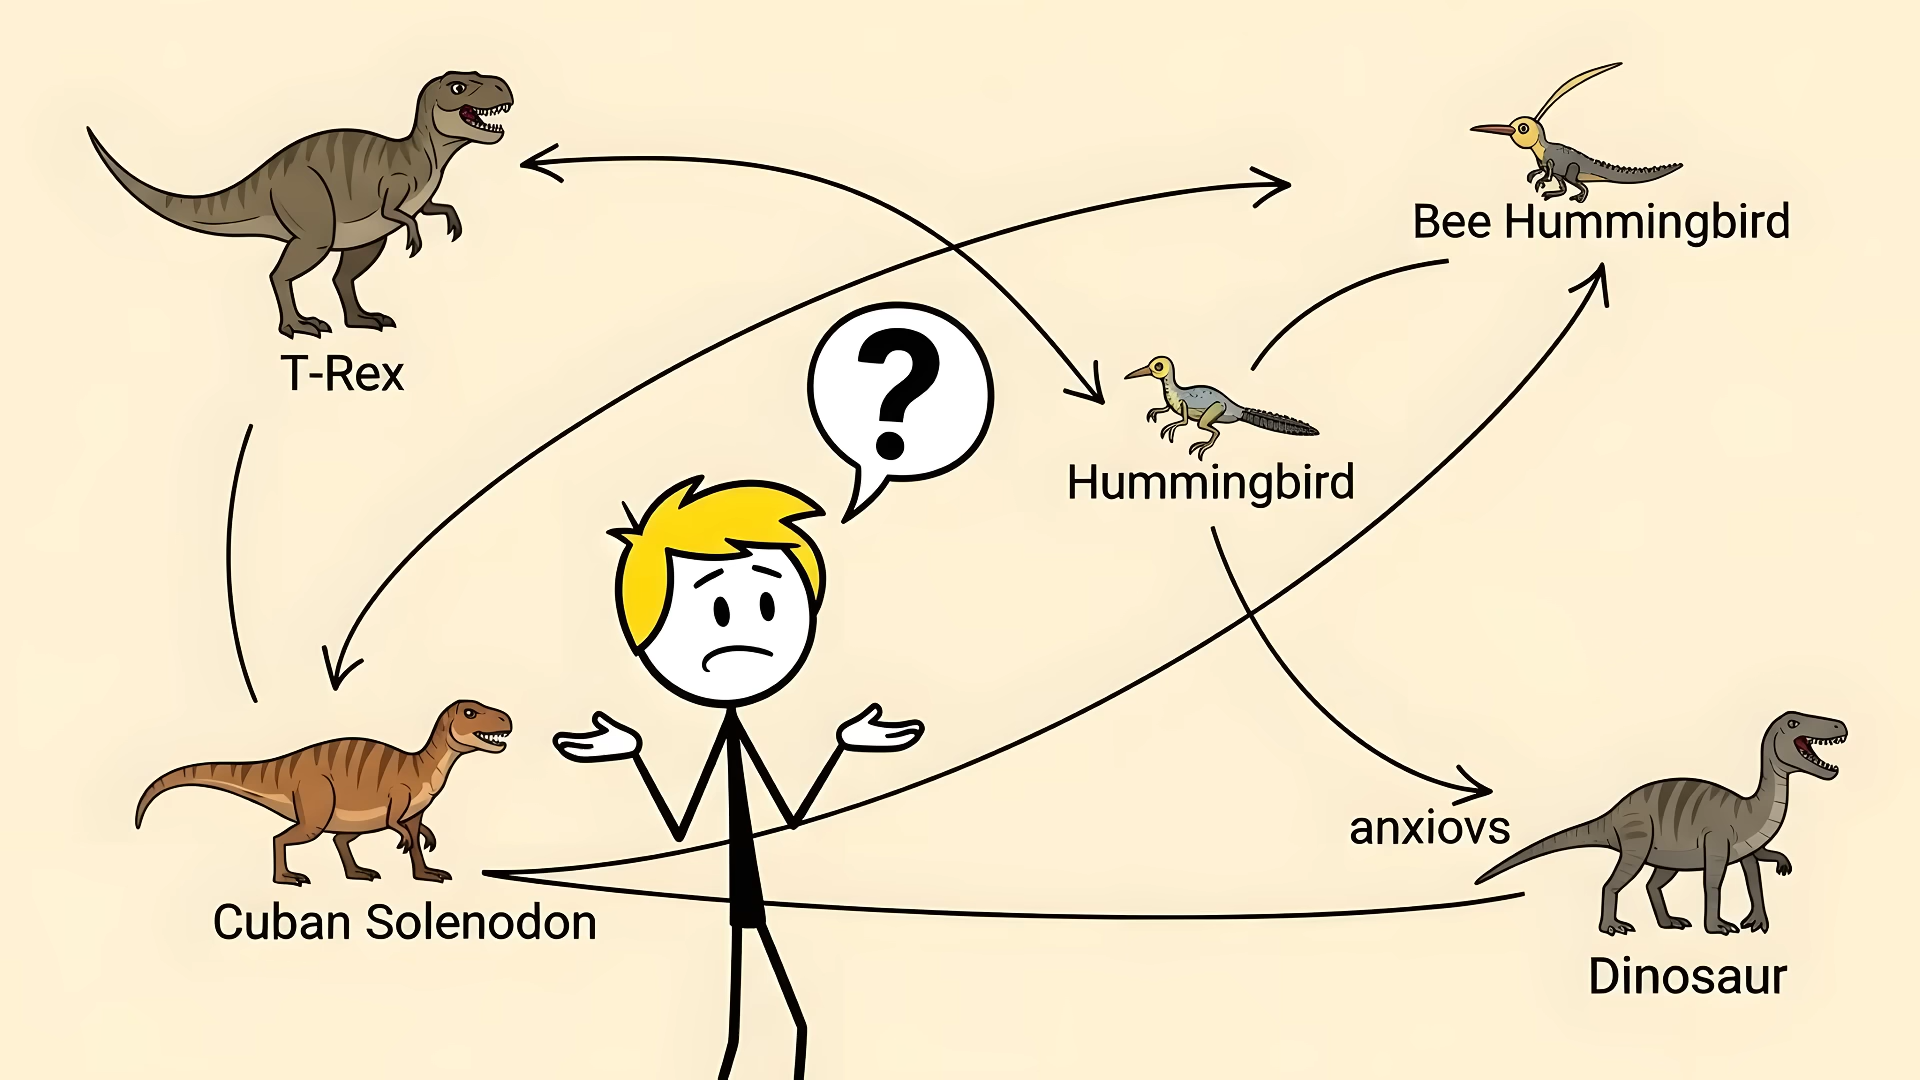 Bee Hummingbird
T-Rex
?
Hummingbird
anxiovs
Cuban Solenodon
Dinosaur